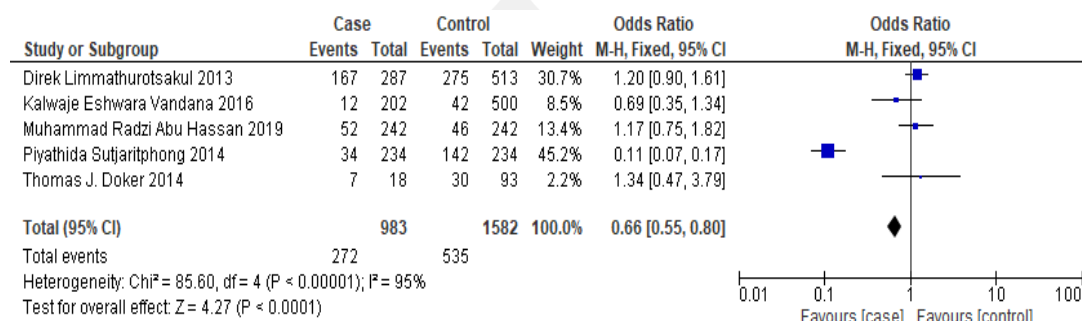 Case Control Odds Ratio Odds Ratio
Study or Subgroup Events Total Events Total Weight M-H, Fixed, 95% CI M-H, Fixed, 95% CI
Direk Limmathurotsakul 2013 167 287 275 513 30.7% 1.20 [0.90, 1.61]
Kalwaje Eshwara Vandana 2016 12 202 42 500 8.5% 0.69 [0.35, 1.34]
Muhammad Radzi Abu Hassan 2019 52 242 46 242 13.4% 1.17 [0.75, 1.82]
Piyathida Sutjaritphong 2014 34 234 142 234 45.2% 0.11 [0.07, 0.17]
Thomas J. Doker 2014 7 18 30 93 2.2% 1.34 [0.47, 3.79]
Total (95% CI) 983 1582 100.0% 0.66 [0.55, 0.80]
Total events 272 535
Heterogeneity: Chi² = 85.60, df = 4 (P < 0.00001); I² = 95%
Test for overall effect: Z = 4.27 (P < 0.0001)
0.01 0.1 1 10 100
Favours [case] Favours [control]